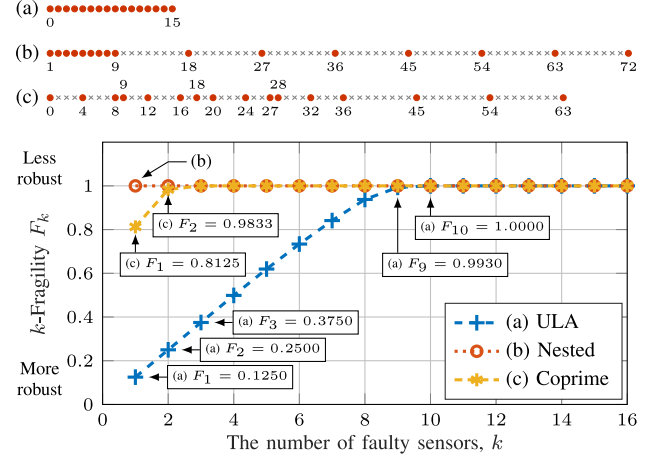 (a)
0 15
(b)
1 9 18 27 36 45 54 63 72
9 18 28
(c)
0 4 8 12 16 20 24 27 32 36 45 54 63
Less robust
More robust
k-Fragility F_k
1
0.8
0.6
0.4
0.2
0
(b)
(c) F_2 = 0.9833
(c) F_1 = 0.8125
(a) F_10 = 1.0000
(a) F_9 = 0.9930
(a) F_3 = 0.3750
(a) F_2 = 0.2500
(a) F_1 = 0.1250
(a) ULA
(b) Nested
(c) Coprime
0 2 4 6 8 10 12 14 16
The number of faulty sensors, k